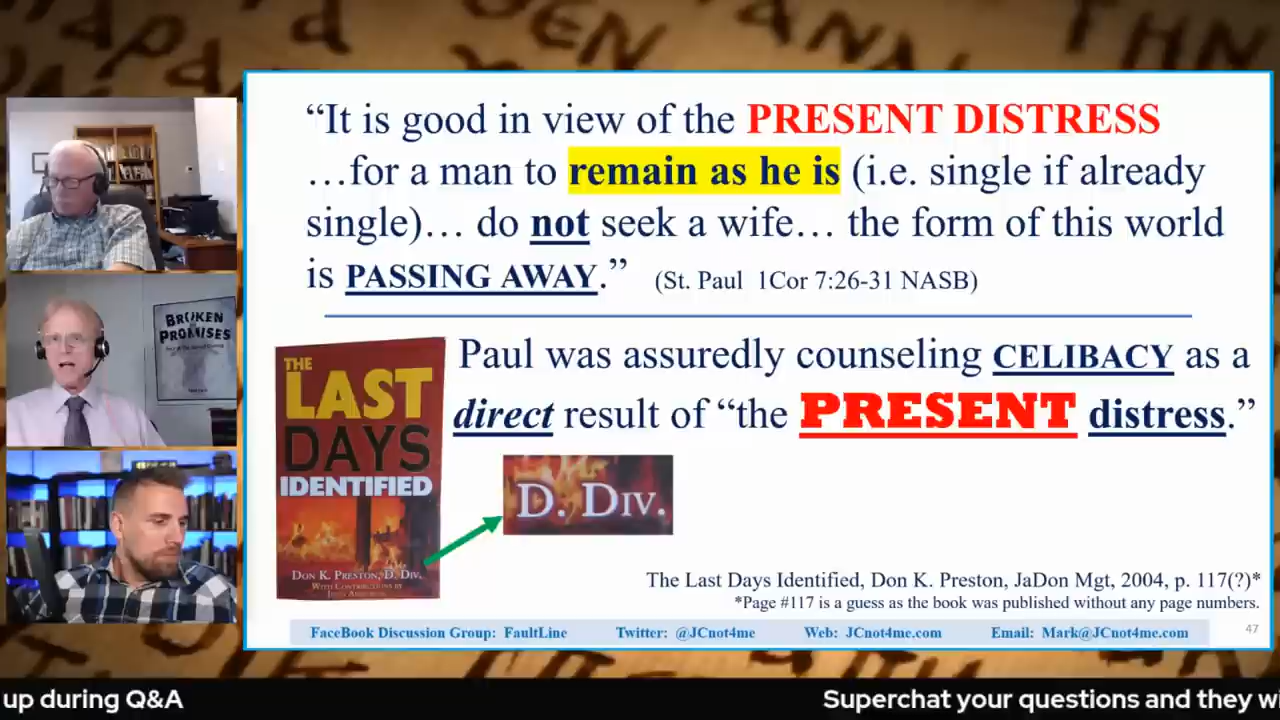 “It is good in view of the PRESENT DISTRESS
…for a man to remain as he is (i.e. single if already
single)… do not seek a wife… the form of this world
is PASSING AWAY.” (St. Paul 1Cor 7:26-31 NASB)
BROKEN
PROMISES
THE
LAST
DAYS
IDENTIFIED
DON K. PRESTON, D. DIV.
WITH CONTRIBUTIONS BY
Paul was assuredly counseling CELIBACY as a
direct result of “the PRESENT distress.”
D. DIV.
The Last Days Identified, Don K. Preston, JaDon Mgt, 2004, p. 117(?)*
*Page #117 is a guess as the book was published without any page numbers.
FaceBook Discussion Group: FaultLine Twitter: @JCnot4me Web: JCnot4me.com Email: Mark@JCnot4me.com
47
up during Q&A Superchat your questions and they wi